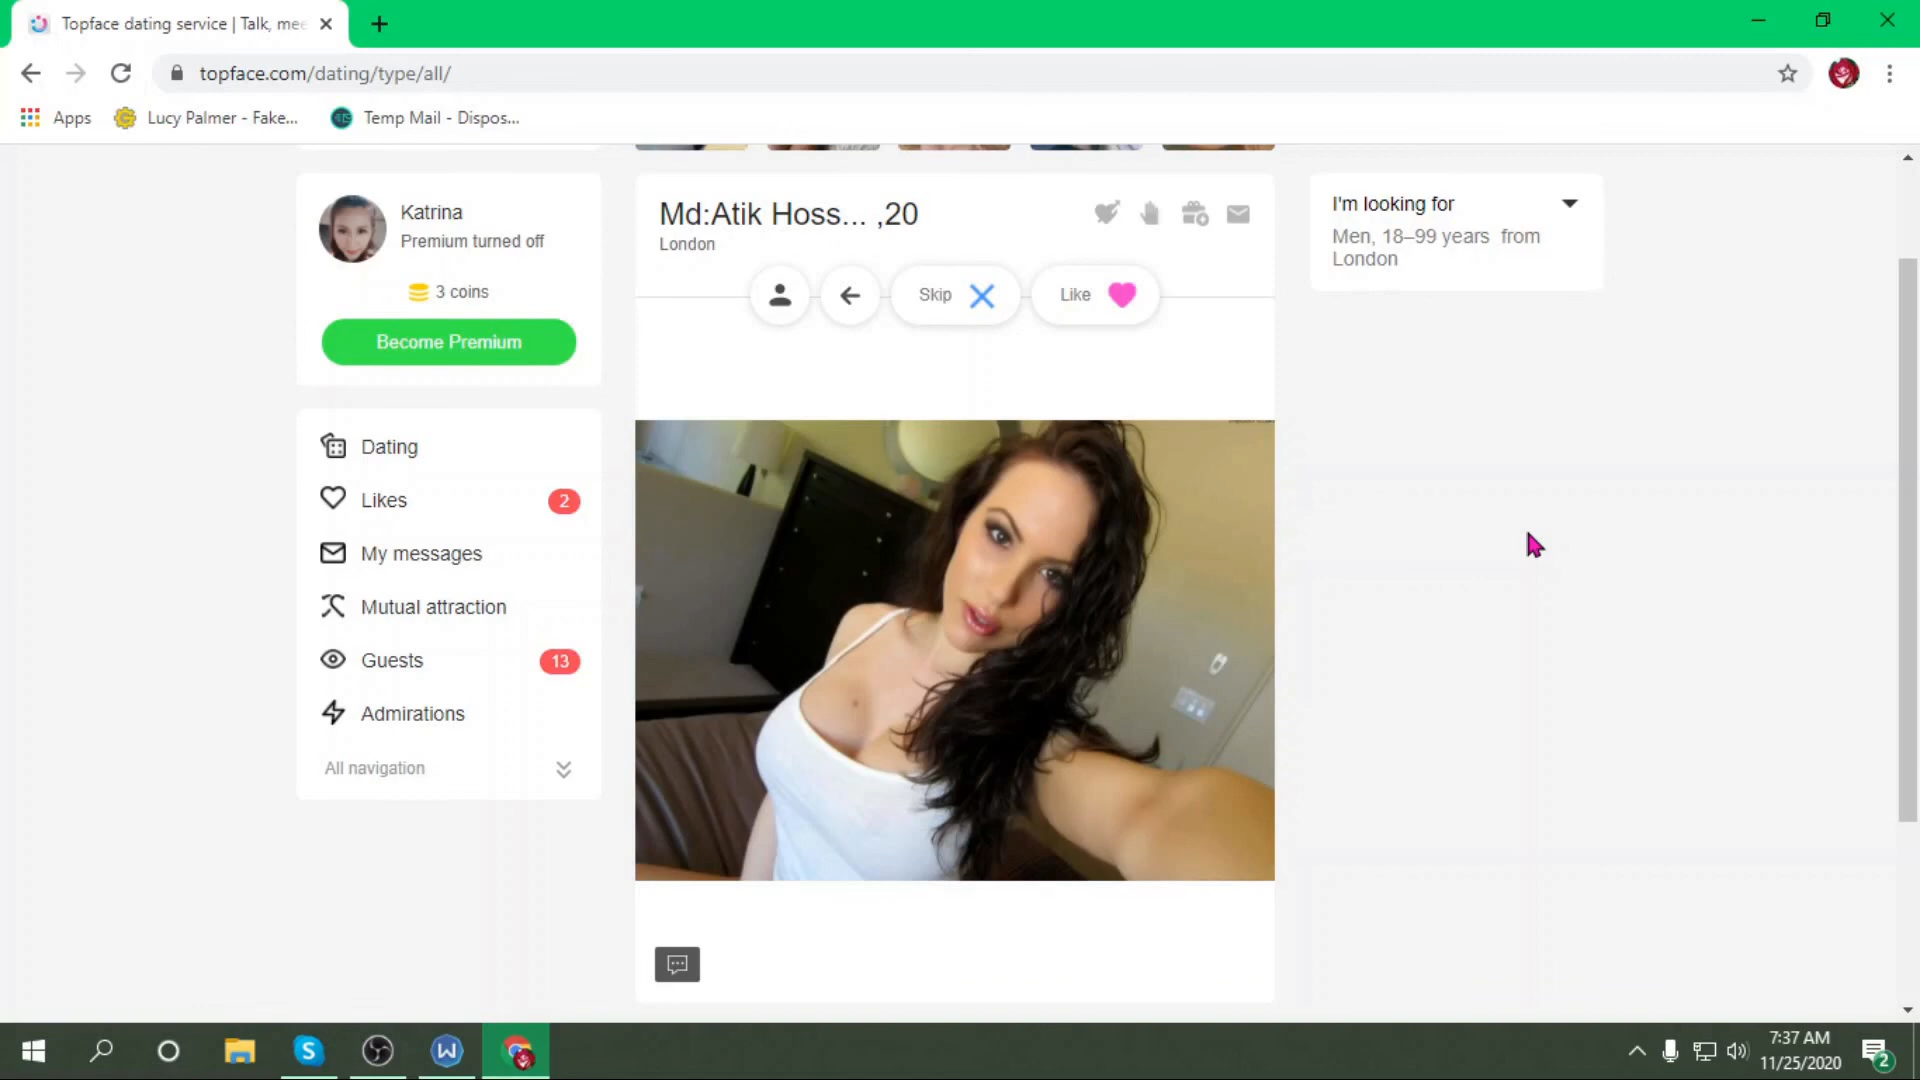 Topface dating service | Talk, mee
topface.com/dating/type/all/
Apps
Lucy Palmer - Fake...
Temp Mail - Dispos...
Katrina
Premium turned off
3 coins
Become Premium
Dating
Likes 2
My messages
Mutual attraction
Guests 13
Admirations
All navigation
Md:Atik Hoss... ,20
London
Skip
Like
I'm looking for
Men, 18–99 years from
London
7:37 AM
11/25/2020
2